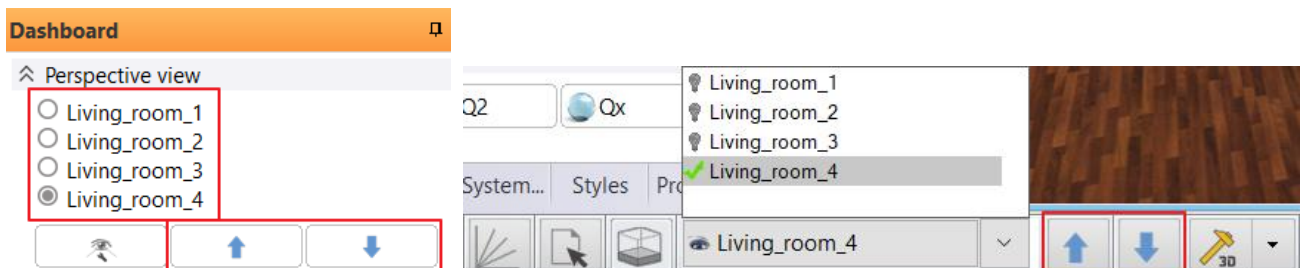 Dashboard
Perspective view
Living_room_1
Living_room_2
Living_room_3
Living_room_4
Living_room_1
Q2 Qx
Living_room_2
Living_room_3
Living_room_4
System... Styles Pro
Living_room_4
3D